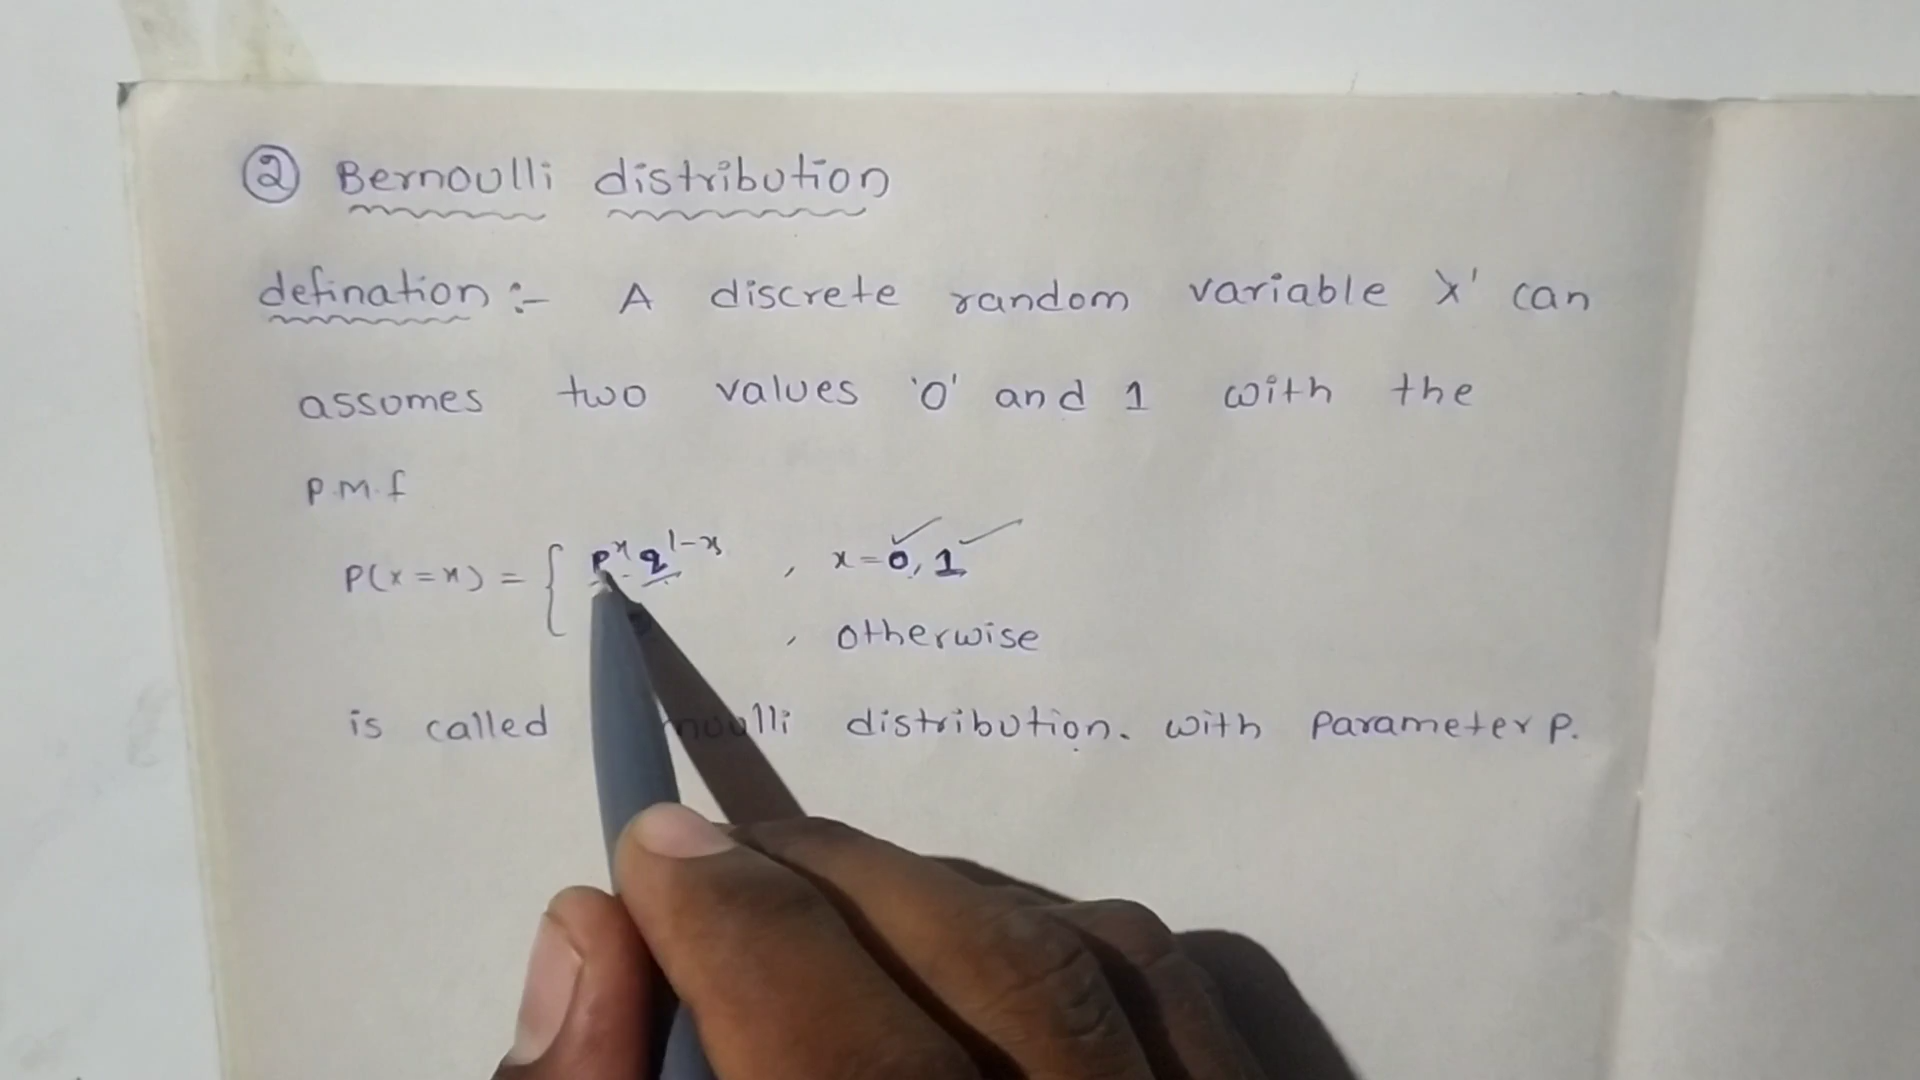 ② Bernoulli distribution
defination :- A discrete random variable X' can
assumes two values '0' and 1 with the
P.M.f
P(x=x) = { p^x q^1-x , x=0, 1
, otherwise
is called distribution. with Parameter P.